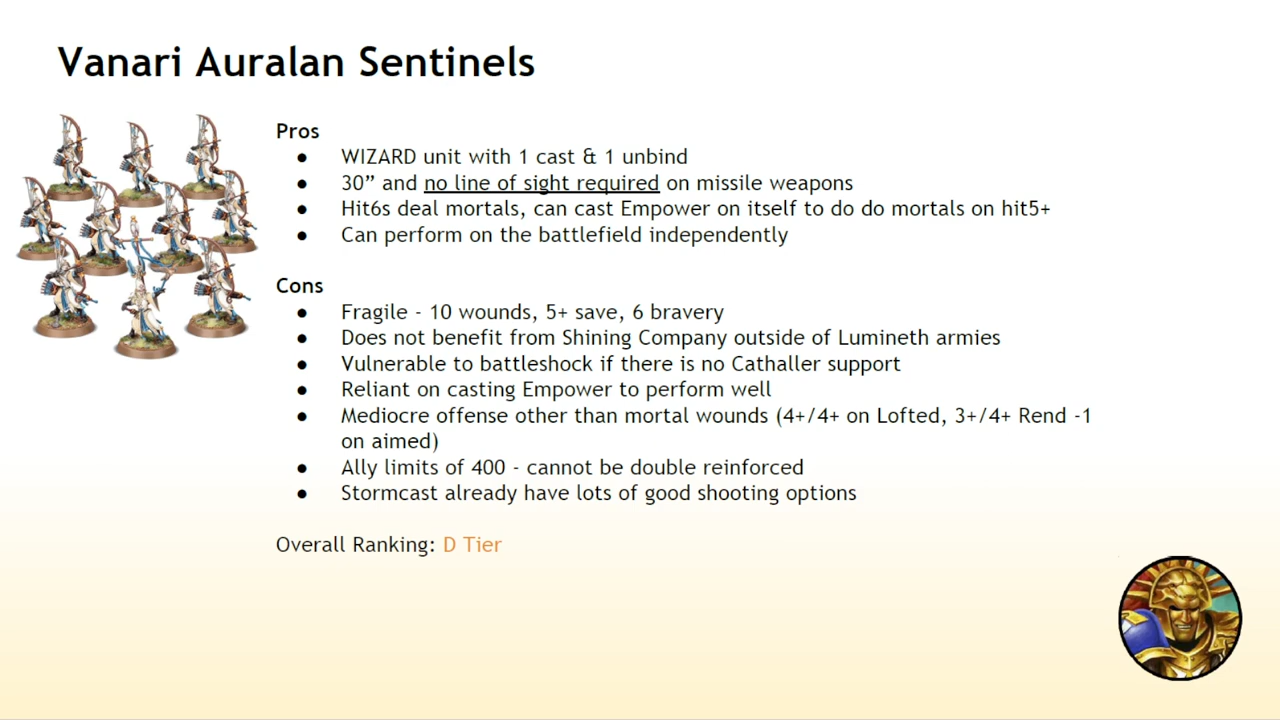 Vanari Auralan Sentinels
Pros
● WIZARD unit with 1 cast & 1 unbind
● 30” and no line of sight required on missile weapons
● Hit6s deal mortals, can cast Empower on itself to do do mortals on hit5+
● Can perform on the battlefield independently
Cons
● Fragile - 10 wounds, 5+ save, 6 bravery
● Does not benefit from Shining Company outside of Lumineth armies
● Vulnerable to battleshock if there is no Cathaller support
● Reliant on casting Empower to perform well
● Mediocre offense other than mortal wounds (4+/4+ on Lofted, 3+/4+ Rend -1
on aimed)
● Ally limits of 400 - cannot be double reinforced
● Stormcast already have lots of good shooting options
Overall Ranking: D Tier